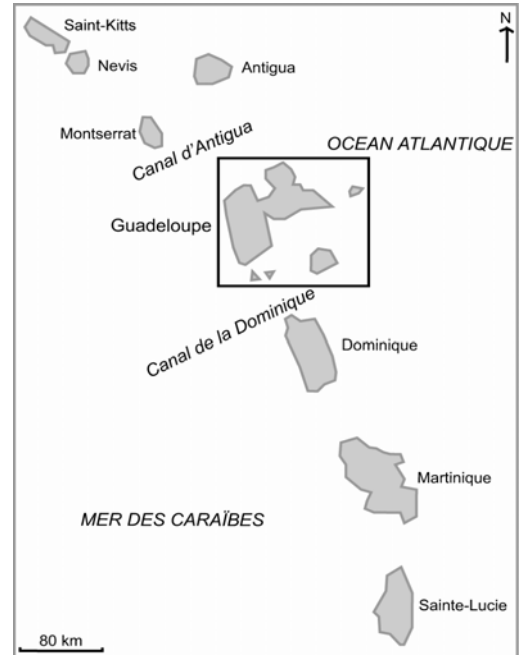 Saint-Kitts
N
Nevis
Antigua
Montserrat
Canal d'Antigua
OCEAN ATLANTIQUE
Guadeloupe
Canal de la Dominique
Dominique
Martinique
MER DES CARAÏBES
Sainte-Lucie
80 km